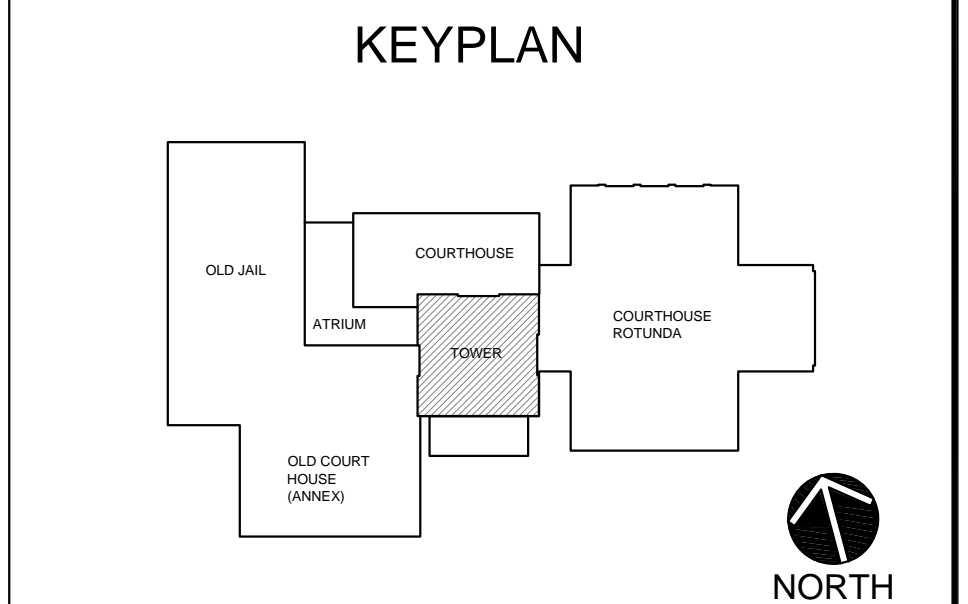 KEYPLAN
COURTHOUSE
OLD JAIL
ATRIUM
COURTHOUSE
ROTUNDA
TOWER
OLD COURT
HOUSE
(ANNEX)
NORTH